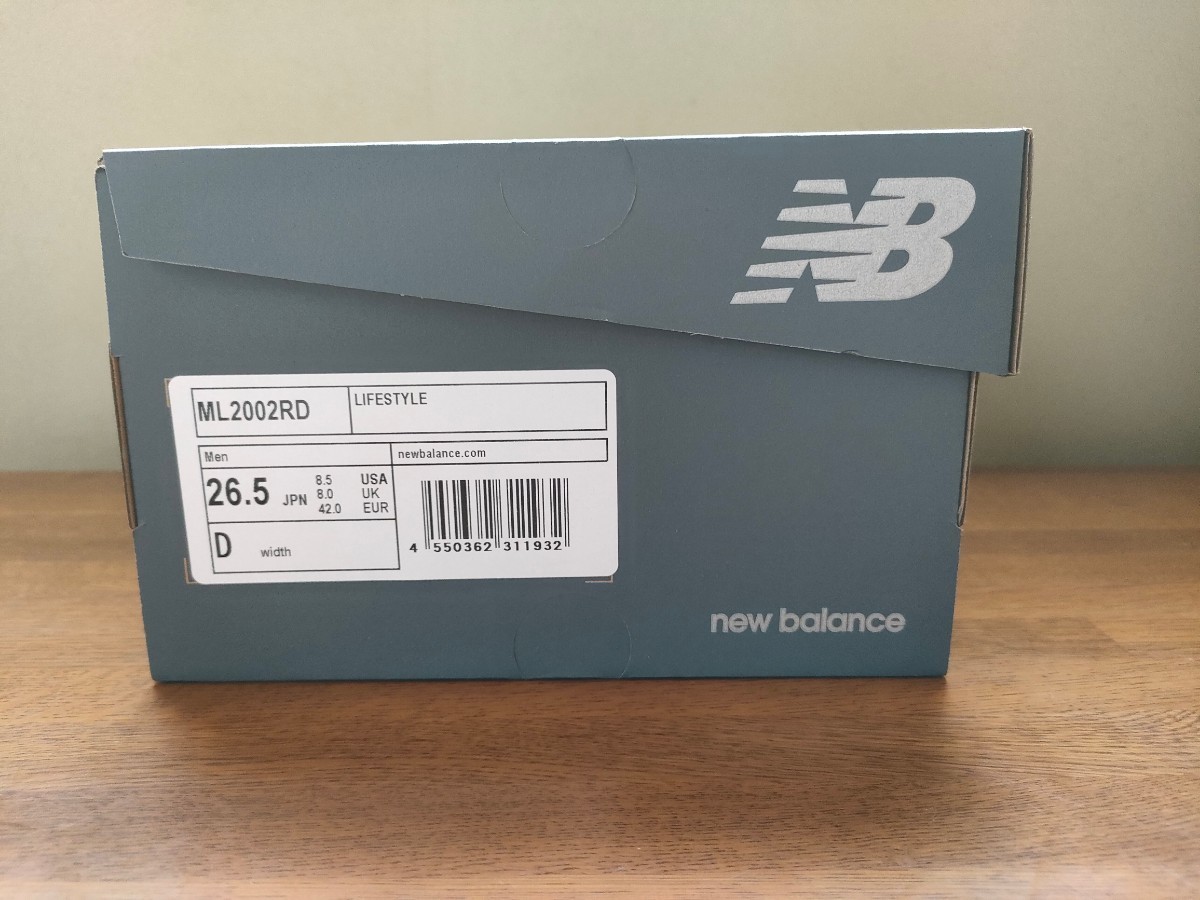 NB
ML2002RD LIFESTYLE
Men newbalance.com
26.5 JPN 8.5 USA
8.0 UK
42.0 EUR
D width
4 550362 311932
new balance